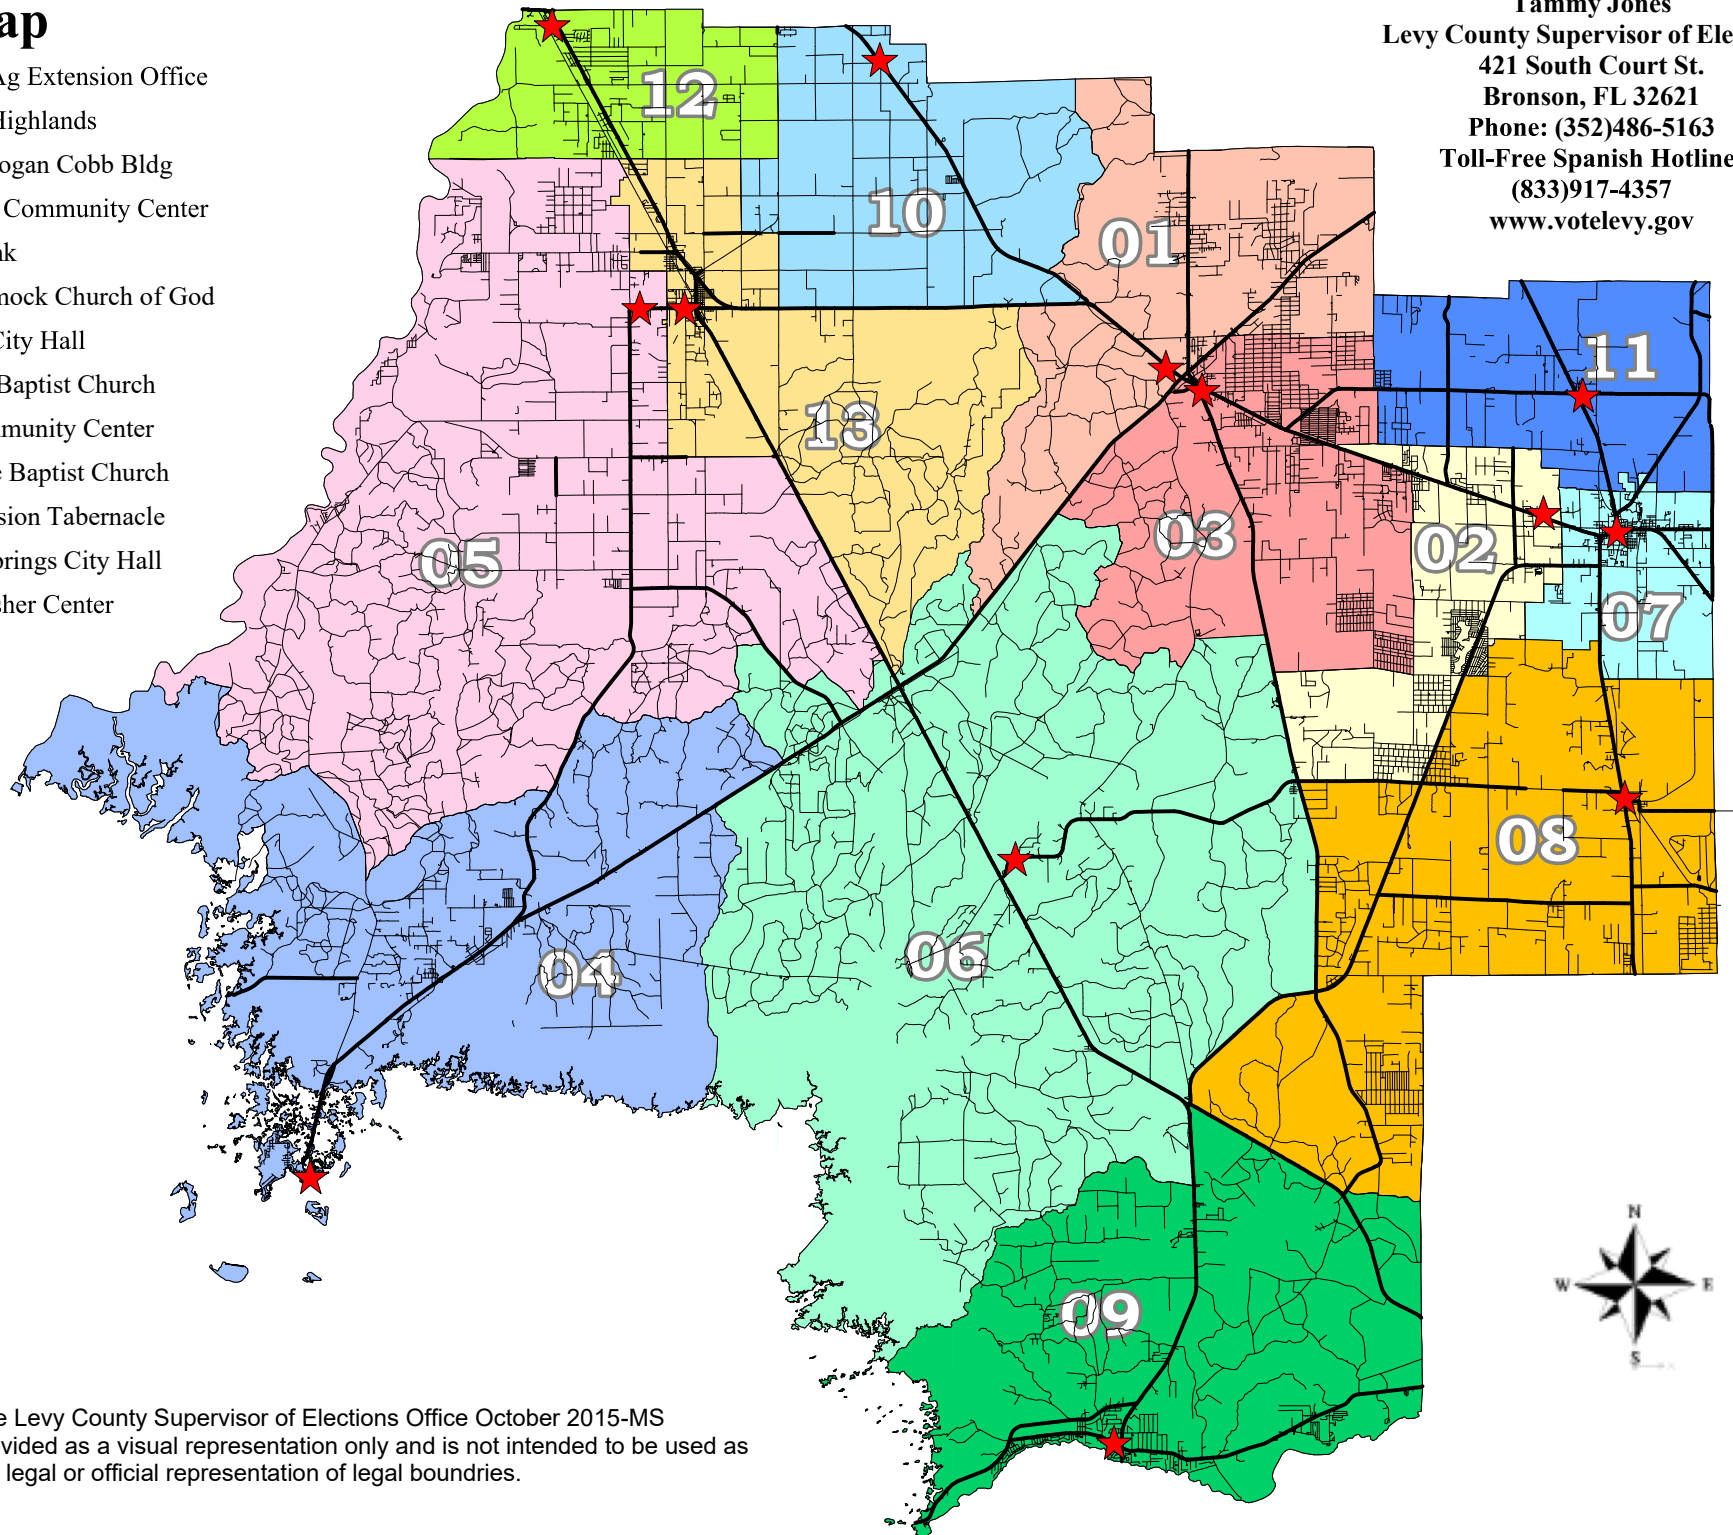 ap
Ag Extension Office
Highlands
ogan Cobb Bldg
Community Center
nk
mock Church of God
City Hall
Baptist Church
mmunity Center
e Baptist Church
sion Tabernacle
prings City Hall
sher Center
Tammy Jones
Levy County Supervisor of Ele
421 South Court St.
Bronson, FL 32621
Phone: (352)486-5163
Toll-Free Spanish Hotline
(833)917-4357
www.votelevy.gov
12
10
01
11
13
03
02
05
07
08
06
04
09
N
W E
S
e Levy County Supervisor of Elections Office October 2015-MS
vided as a visual representation only and is not intended to be used as
legal or official representation of legal boundries.